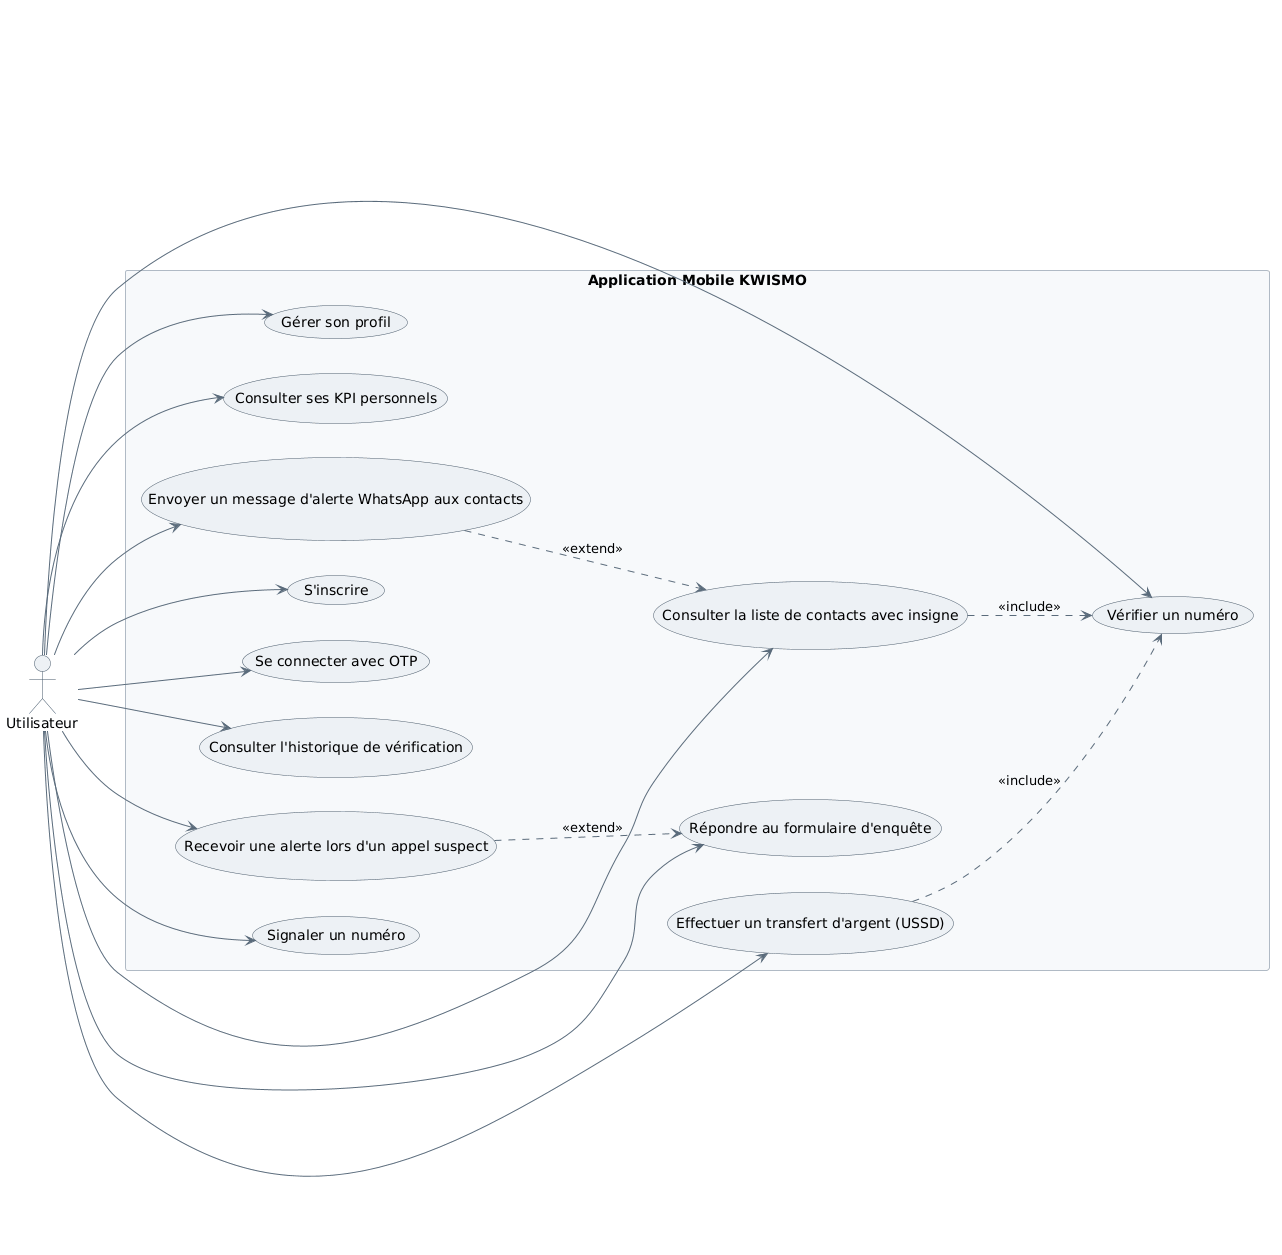 Application Mobile KWISMO
Gérer son profil
Consulter ses KPI personnels
Envoyer un message d'alerte WhatsApp aux contacts
«extend»
S'inscrire
Consulter la liste de contacts avec insigne
«include»
Vérifier un numéro
Se connecter avec OTP
Utilisateur
Consulter l'historique de vérification
«include»
Recevoir une alerte lors d'un appel suspect
«extend»
Répondre au formulaire d'enquête
Effectuer un transfert d'argent (USSD)
Signaler un numéro